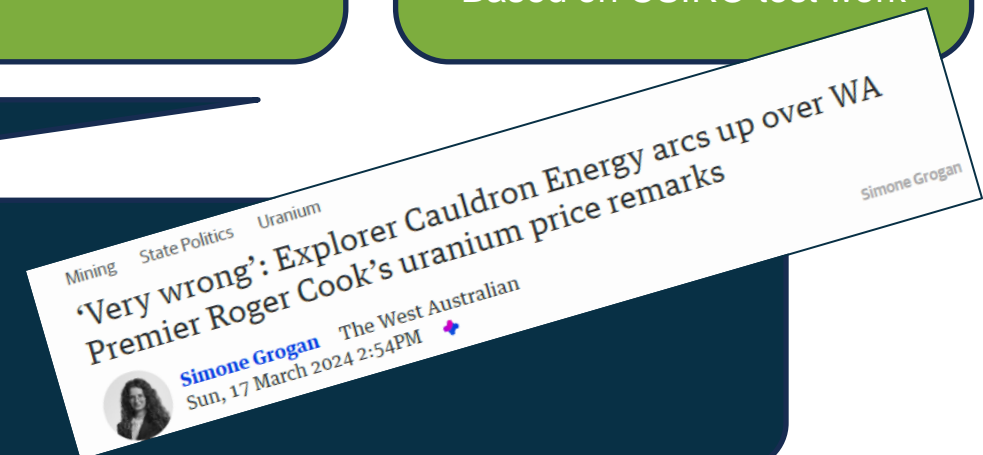 Based on CSIRO test work
Mining State Politics Uranium
‘Very wrong’: Explorer Cauldron Energy arcs up over WA
Premier Roger Cook’s uranium price remarks
Simone Grogan
Simone Grogan The West Australian
Sun, 17 March 2024 2:54PM